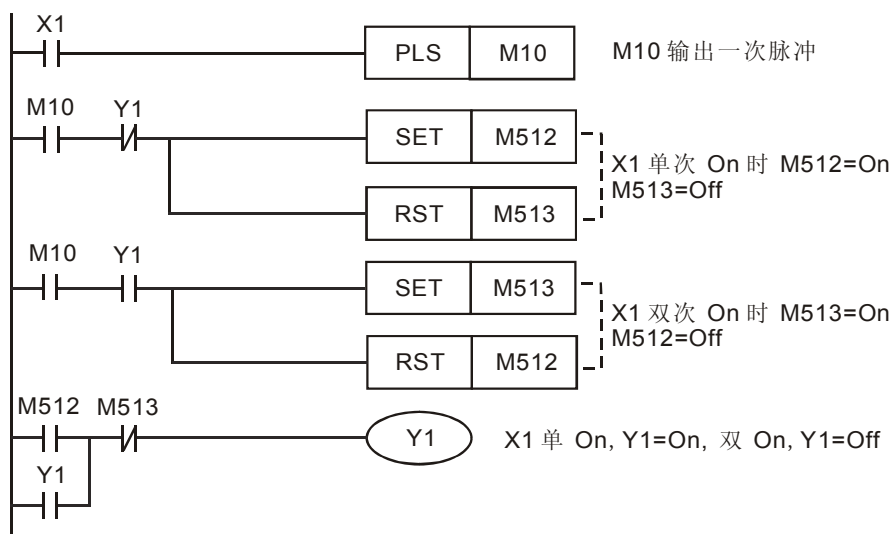 X1
PLS M10 M10 输出一次脉冲
M10 Y1
SET M512
X1 单次 On 时 M512=On
M513=Off
RST M513
M10 Y1
SET M513
X1 双次 On 时 M513=On
M512=Off
RST M512
M512 M513
Y1 X1 单 On, Y1=On, 双 On, Y1=Off
Y1